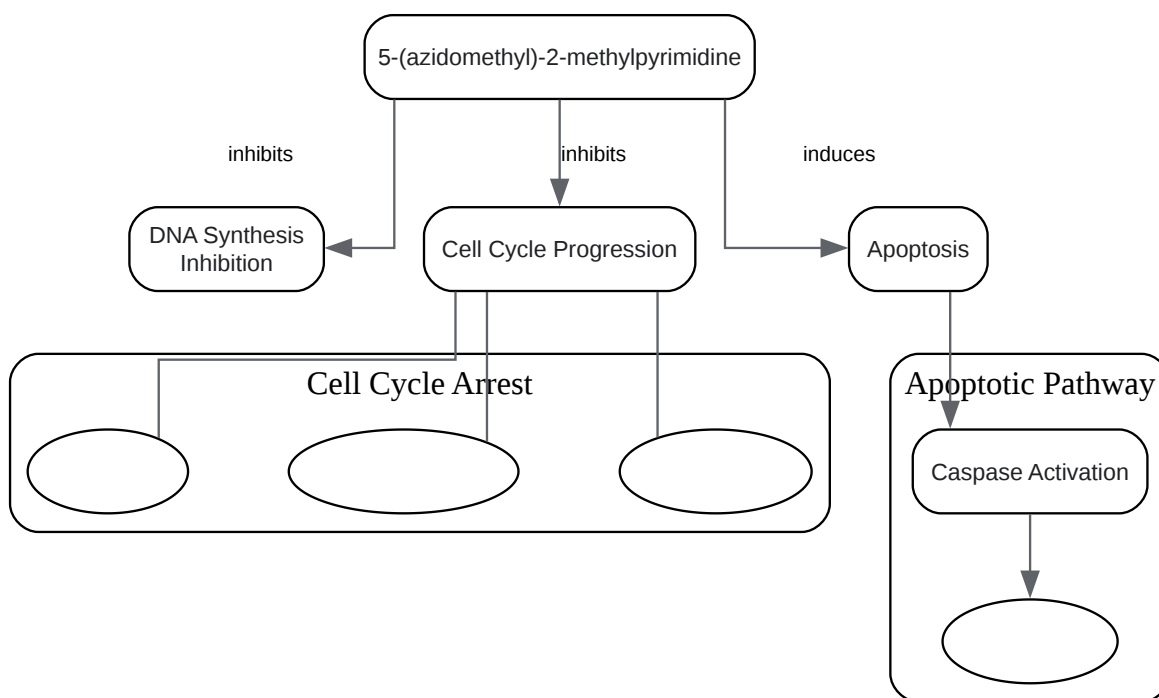 5-(azidomethyl)-2-methylpyrimidine
inhibits
inhibits
induces
DNA Synthesis
Inhibition
Cell Cycle Progression
Apoptosis
Cell Cycle Arrest
Apoptotic Pathway
Caspase Activation